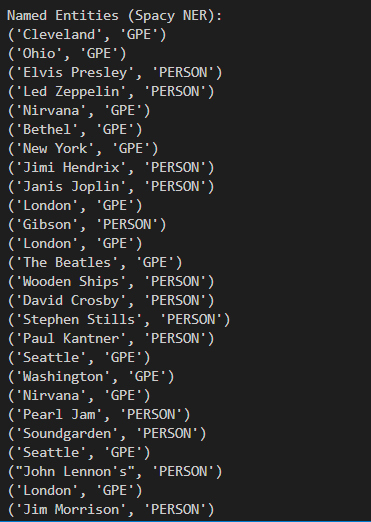 Named Entities (Spacy NER):
('Cleveland', 'GPE')
('Ohio', 'GPE')
('Elvis Presley', 'PERSON')
('Led Zeppelin', 'PERSON')
('Nirvana', 'GPE')
('Bethel', 'GPE')
('New York', 'GPE')
('Jimi Hendrix', 'PERSON')
('Janis Joplin', 'PERSON')
('London', 'GPE')
('Gibson', 'PERSON')
('London', 'GPE')
('The Beatles', 'GPE')
('Wooden Ships', 'PERSON')
('David Crosby', 'PERSON')
('Stephen Stills', 'PERSON')
('Paul Kantner', 'PERSON')
('Seattle', 'GPE')
('Washington', 'GPE')
('Nirvana', 'GPE')
('Pearl Jam', 'PERSON')
('Soundgarden', 'PERSON')
('Seattle', 'GPE')
("John Lennon's", 'PERSON')
('London', 'GPE')
('Jim Morrison', 'PERSON')